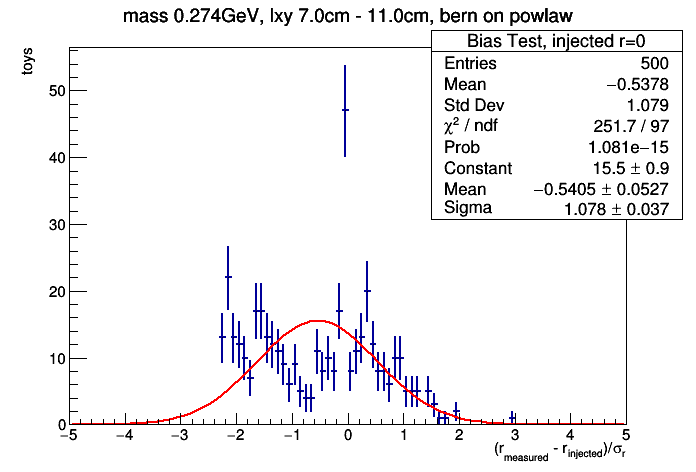 mass 0.274GeV, lxy 7.0cm - 11.0cm, bern on powlaw
Bias Test, injected r=0
Entries 500
Mean −0.5378
Std Dev 1.079
χ² / ndf 251.7 / 97
Prob 1.081e−15
Constant 15.5 ± 0.9
Mean −0.5405 ± 0.0527
Sigma 1.078 ± 0.037
toys
50
40
30
20
10
0
−5 −4 −3 −2 −1 0 1 2 3 4 5
(r_measured - r_injected)/σ_r